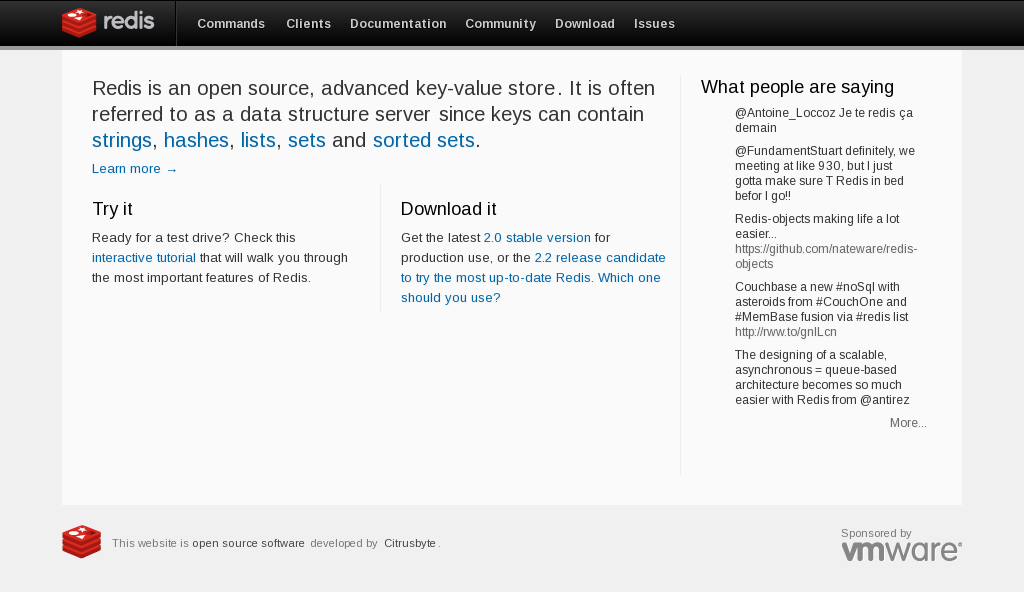 redis
Commands Clients Documentation Community Download Issues
Redis is an open source, advanced key-value store. It is often
referred to as a data structure server since keys can contain
strings, hashes, lists, sets and sorted sets.
Learn more →
Try it
Ready for a test drive? Check this
interactive tutorial that will walk you through
the most important features of Redis.
Download it
Get the latest 2.0 stable version for
production use, or the 2.2 release candidate
to try the most up-to-date Redis. Which one
should you use?
What people are saying
@Antoine_Loccoz Je te redis ça
demain
@FundamentStuart definitely, we
meeting at like 930, but I just
gotta make sure T Redis in bed
befor I go!!
Redis-objects making life a lot
easier...
https://github.com/nateware/redis-
objects
Couchbase a new #noSql with
asteroids from #CouchOne and
#MemBase fusion via #redis list
http://rww.to/gnlLcn
The designing of a scalable,
asynchronous = queue-based
architecture becomes so much
easier with Redis from @antirez
More...
This website is open source software developed by Citrusbyte.
Sponsored by
vmware®